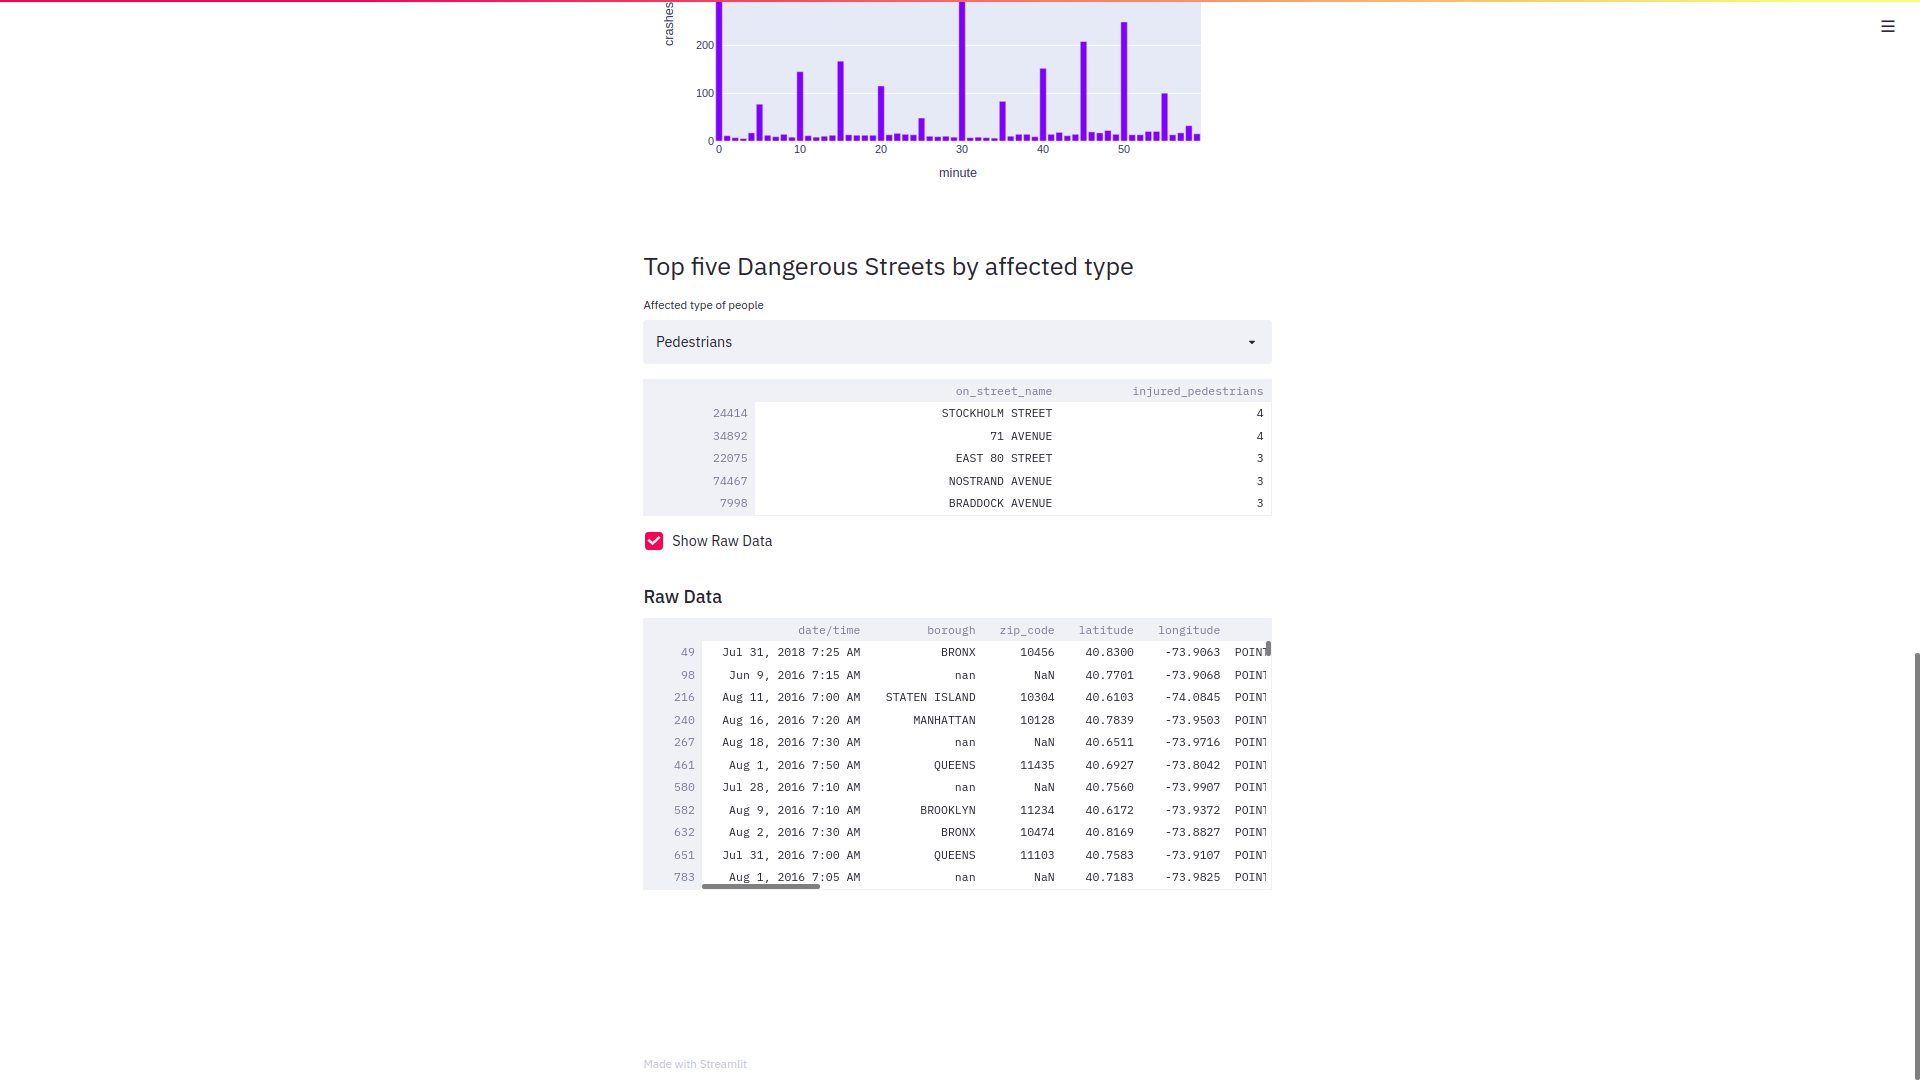 crashes
200
100
0
0 10 20 30 40 50
minute
Top five Dangerous Streets by affected type
Affected type of people
Pedestrians
on_street_name injured_pedestrians
24414 STOCKHOLM STREET 4
34892 71 AVENUE 4
22075 EAST 80 STREET 3
74467 NOSTRAND AVENUE 3
7998 BRADDOCK AVENUE 3
Show Raw Data
Raw Data
date/time borough zip_code latitude longitude
49 Jul 31, 2018 7:25 AM BRONX 10456 40.8300 -73.9063 POINT
98 Jun 9, 2016 7:15 AM nan NaN 40.7701 -73.9068 POINT
216 Aug 11, 2016 7:00 AM STATEN ISLAND 10304 40.6103 -74.0845 POINT
240 Aug 16, 2016 7:20 AM MANHATTAN 10128 40.7839 -73.9503 POINT
267 Aug 18, 2016 7:30 AM nan NaN 40.6511 -73.9716 POINT
461 Aug 1, 2016 7:50 AM QUEENS 11435 40.6927 -73.8042 POINT
580 Jul 28, 2016 7:10 AM nan NaN 40.7560 -73.9907 POINT
582 Aug 9, 2016 7:10 AM BROOKLYN 11234 40.6172 -73.9372 POINT
632 Aug 2, 2016 7:30 AM BRONX 10474 40.8169 -73.8827 POINT
651 Jul 31, 2016 7:00 AM QUEENS 11103 40.7583 -73.9107 POINT
783 Aug 1, 2016 7:05 AM nan NaN 40.7183 -73.9825 POINT
Made with Streamlit